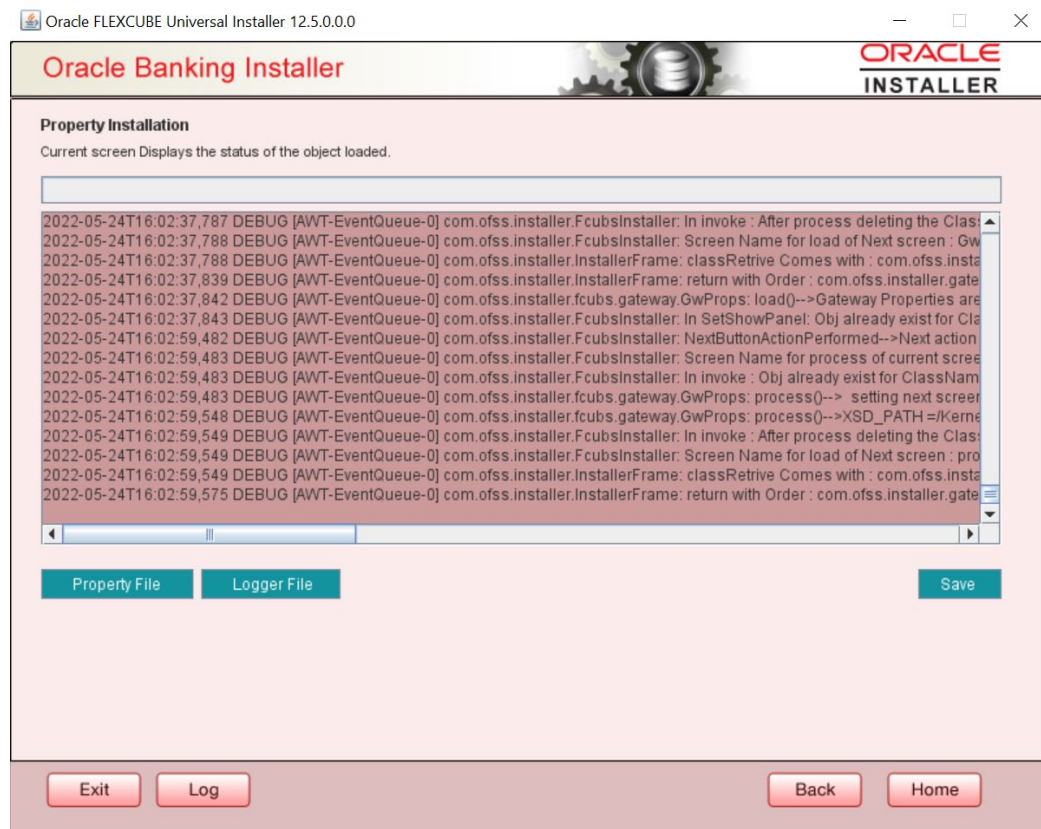 Oracle FLEXCUBE Universal Installer 12.5.0.0.0
Oracle Banking Installer
ORACLE
INSTALLER
Property Installation
Current screen Displays the status of the object loaded.
2022-05-24T16:02:37,787 DEBUG [AWT-EventQueue-0] com.ofss.installer.FcubsInstaller: In invoke : After process deleting the Clas
2022-05-24T16:02:37,788 DEBUG [AWT-EventQueue-0] com.ofss.installer.FcubsInstaller: Screen Name for load of Next screen : Gw
2022-05-24T16:02:37,788 DEBUG [AWT-EventQueue-0] com.ofss.installer.InstallerFrame: classRetrive Comes with : com.ofss.insta
2022-05-24T16:02:37,839 DEBUG [AWT-EventQueue-0] com.ofss.installer.InstallerFrame: return with Order : com.ofss.installer.gate
2022-05-24T16:02:37,842 DEBUG [AWT-EventQueue-0] com.ofss.installer.fcubs.gateway.GwProps: load()-->Gateway Properties are
2022-05-24T16:02:37,843 DEBUG [AWT-EventQueue-0] com.ofss.installer.FcubsInstaller: In SetShowPanel: Obj already exist for Cla
2022-05-24T16:02:59,482 DEBUG [AWT-EventQueue-0] com.ofss.installer.FcubsInstaller: NextButtonActionPerformed-->Next action
2022-05-24T16:02:59,483 DEBUG [AWT-EventQueue-0] com.ofss.installer.FcubsInstaller: Screen Name for process of current scree
2022-05-24T16:02:59,483 DEBUG [AWT-EventQueue-0] com.ofss.installer.FcubsInstaller: In invoke : Obj already exist for ClassNam
2022-05-24T16:02:59,483 DEBUG [AWT-EventQueue-0] com.ofss.installer.fcubs.gateway.GwProps: process()--> setting next screen
2022-05-24T16:02:59,548 DEBUG [AWT-EventQueue-0] com.ofss.installer.fcubs.gateway.GwProps: process()-->XSD_PATH =/Kerne
2022-05-24T16:02:59,549 DEBUG [AWT-EventQueue-0] com.ofss.installer.FcubsInstaller: In invoke : After process deleting the Clas
2022-05-24T16:02:59,549 DEBUG [AWT-EventQueue-0] com.ofss.installer.FcubsInstaller: Screen Name for load of Next screen : pro
2022-05-24T16:02:59,549 DEBUG [AWT-EventQueue-0] com.ofss.installer.InstallerFrame: classRetrive Comes with : com.ofss.insta
2022-05-24T16:02:59,575 DEBUG [AWT-EventQueue-0] com.ofss.installer.InstallerFrame: return with Order : com.ofss.installer.gate
Property File Logger File Save
Exit Log Back Home